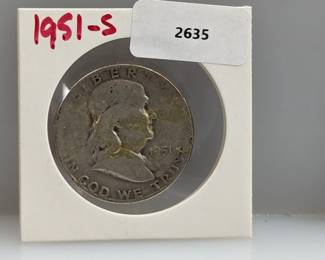 1951-S
2635
LIBERTY
1951
IN GOD WE TRUST